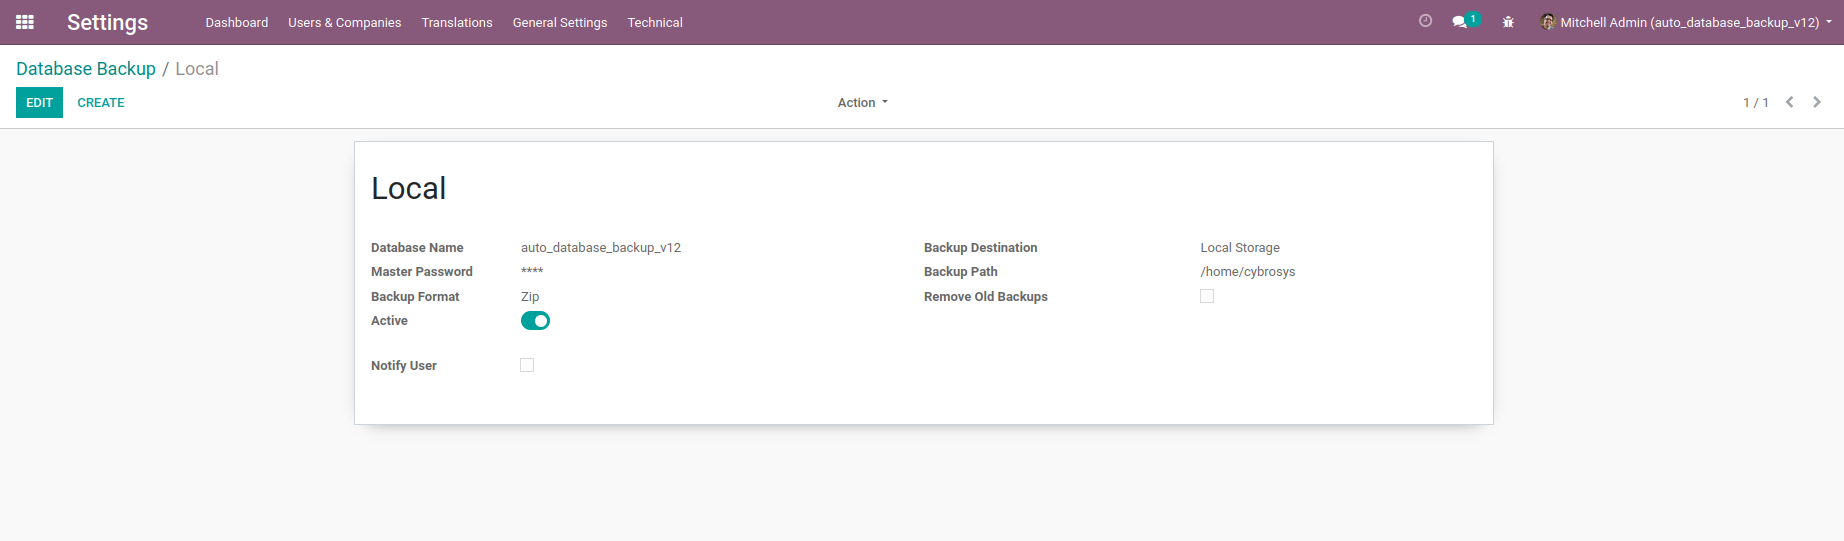 Settings Dashboard Users & Companies Translations General Settings Technical 1 Mitchell Admin (auto_database_backup_v12)
Database Backup / Local
EDIT CREATE Action 1 / 1
Local
Database Name auto_database_backup_v12 Backup Destination Local Storage
Master Password **** Backup Path /home/cybrosys
Backup Format Zip Remove Old Backups
Active
Notify User